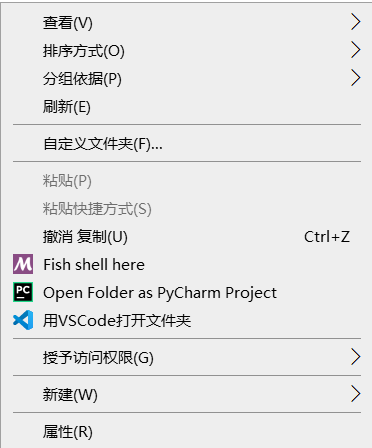 查看(V)
排序方式(O)
分组依据(P)
刷新(E)
自定义文件夹(F)...
粘贴(P)
粘贴快捷方式(S)
撤消 复制(U) Ctrl+Z
Fish shell here
Open Folder as PyCharm Project
用VSCode打开文件夹
授予访问权限(G)
新建(W)
属性(R)